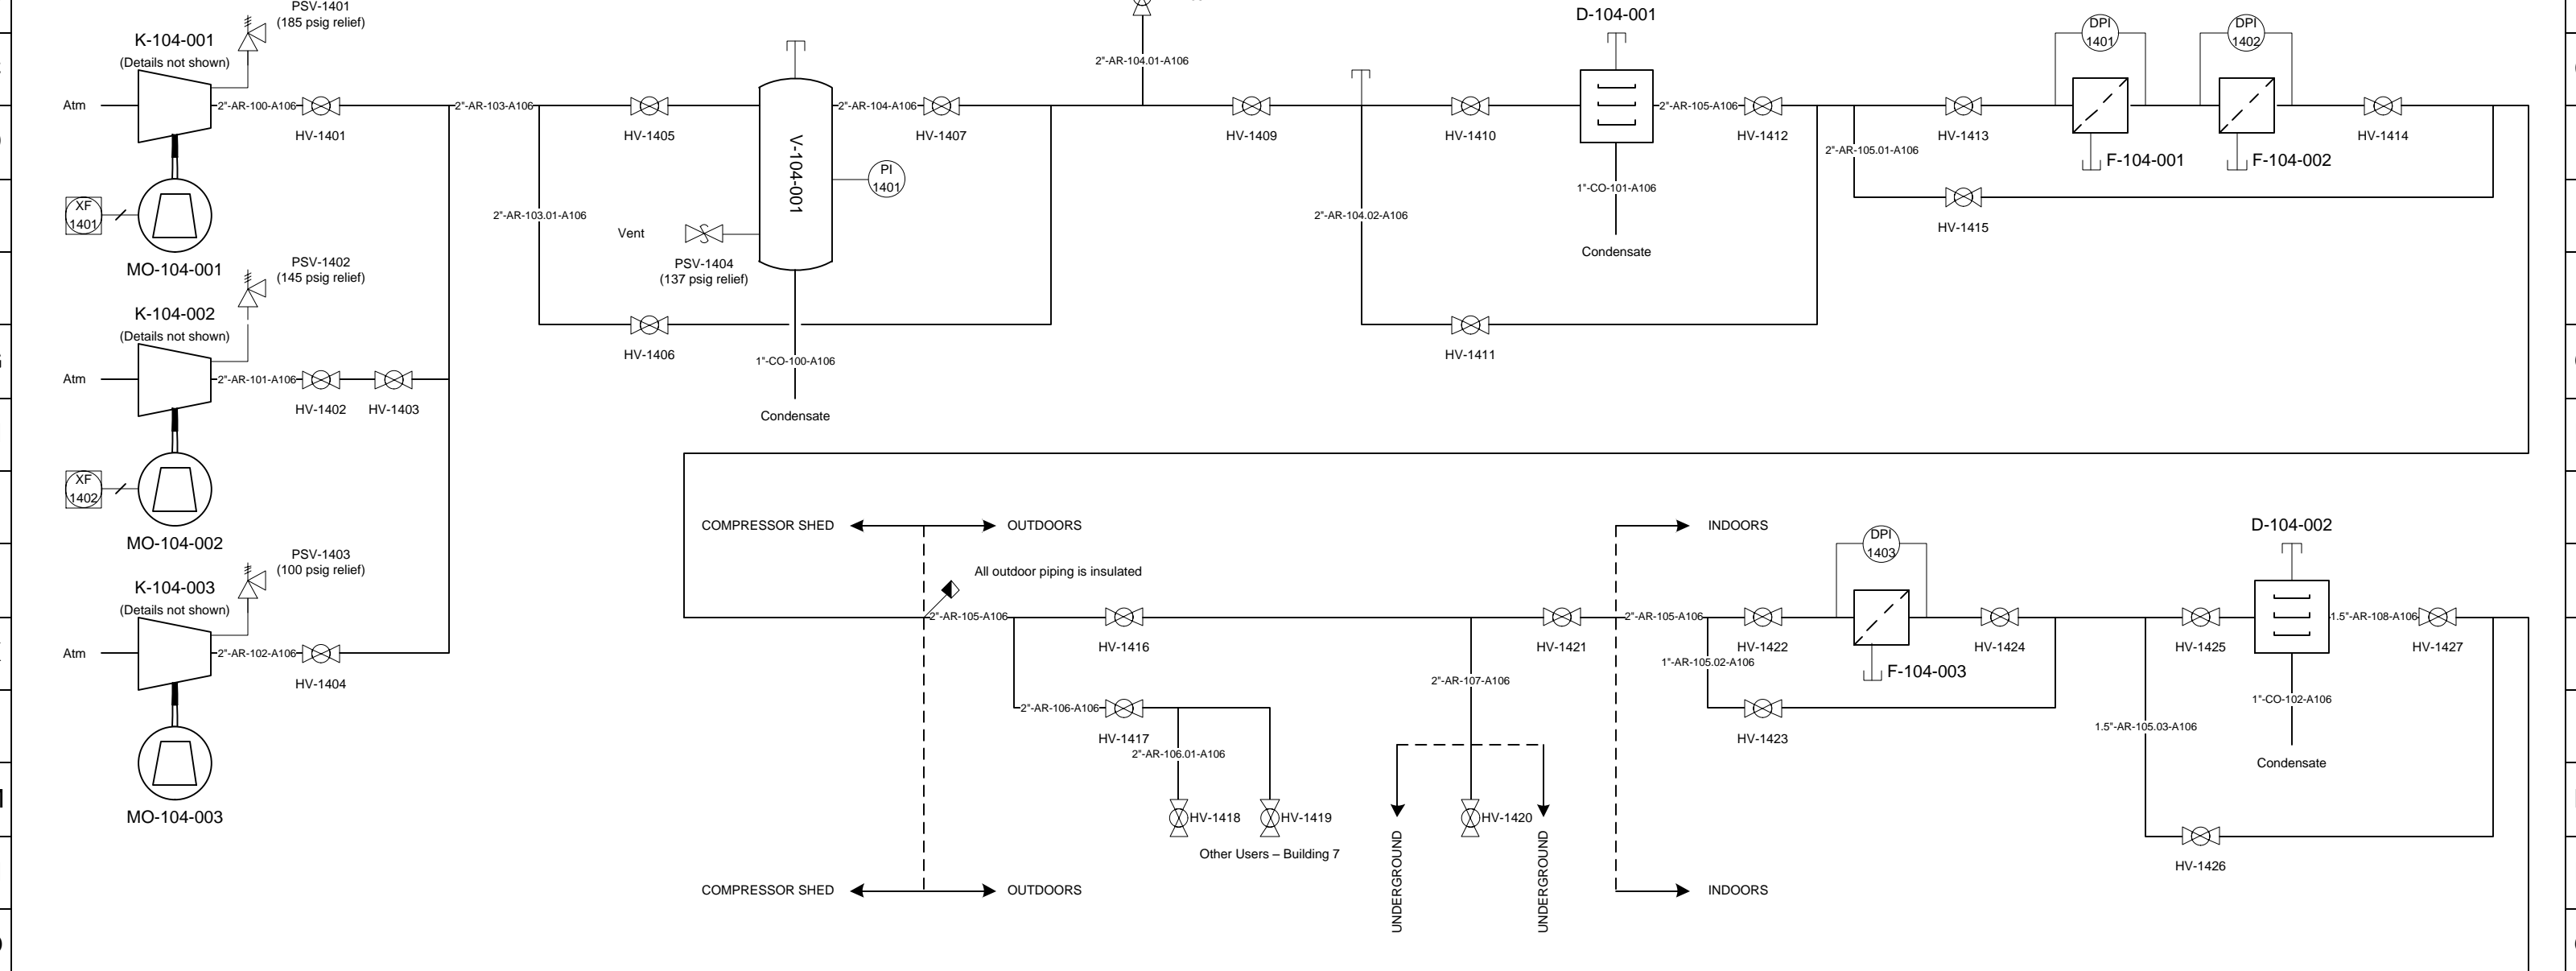 PSV-1401
(185 psig relief)
K-104-001
(Details not shown)
Atm
2"-AR-100-A106
HV-1401
XF
1401
MO-104-001
PSV-1402
(145 psig relief)
K-104-002
(Details not shown)
Atm
2"-AR-101-A106
HV-1402
HV-1403
XF
1402
MO-104-002
PSV-1403
(100 psig relief)
K-104-003
(Details not shown)
Atm
2"-AR-102-A106
HV-1404
MO-104-003
2"-AR-103-A106
HV-1405
2"-AR-103.01-A106
HV-1406
V-104-001
PI
1401
Vent
PSV-1404
(137 psig relief)
1"-CO-100-A106
Condensate
2"-AR-104-A106
HV-1407
2"-AR-104.01-A106
HV-1409
2"-AR-104.02-A106
HV-1410
HV-1411
D-104-001
1"-CO-101-A106
Condensate
2"-AR-105-A106
HV-1412
2"-AR-105.01-A106
HV-1413
HV-1415
DPI
1401
F-104-001
DPI
1402
F-104-002
HV-1414
COMPRESSOR SHED
OUTDOORS
INDOORS
All outdoor piping is insulated
2"-AR-105-A106
HV-1416
2"-AR-106-A106
HV-1417
2"-AR-106.01-A106
HV-1418
HV-1419
Other Users – Building 7
2"-AR-107-A106
HV-1420
UNDERGROUND
UNDERGROUND
HV-1421
COMPRESSOR SHED
OUTDOORS
INDOORS
2"-AR-105-A106
1"-AR-105.02-A106
HV-1422
HV-1423
DPI
1403
F-104-003
HV-1424
1.5"-AR-105.03-A106
HV-1425
HV-1426
D-104-002
1"-CO-102-A106
Condensate
1.5"-AR-108-A106
HV-1427